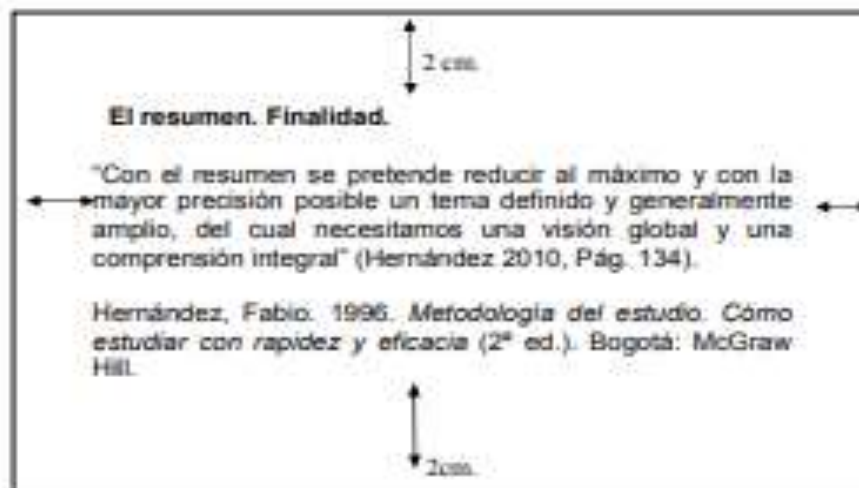 2 cm.
El resumen. Finalidad.
"Con el resumen se pretende reducir al máximo y con la
mayor precisión posible un tema definido y generalmente
amplio, del cual necesitamos una visión global y una
comprensión integral" (Hernández 2010, Pág. 134).
Hernández, Fabio. 1996. Metodología del estudio. Cómo
estudiar con rapidez y eficacia (2ª ed.). Bogotá: McGraw
Hill.
2cm.